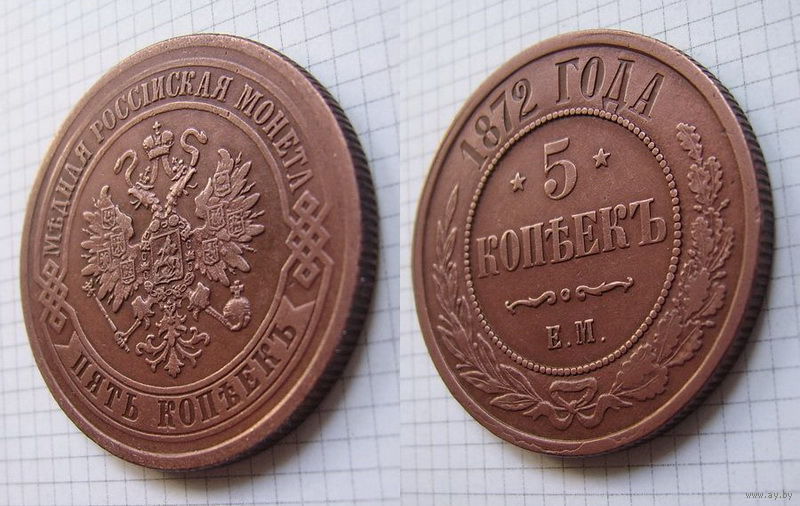 МѢДНАЯ РОССІЙСКАЯ МОНЕТА
ПЯТЬ КОПѢЕКЪ
1872 ГОДА
5
КОПѢЕКЪ
Е.М.
www.ay.by